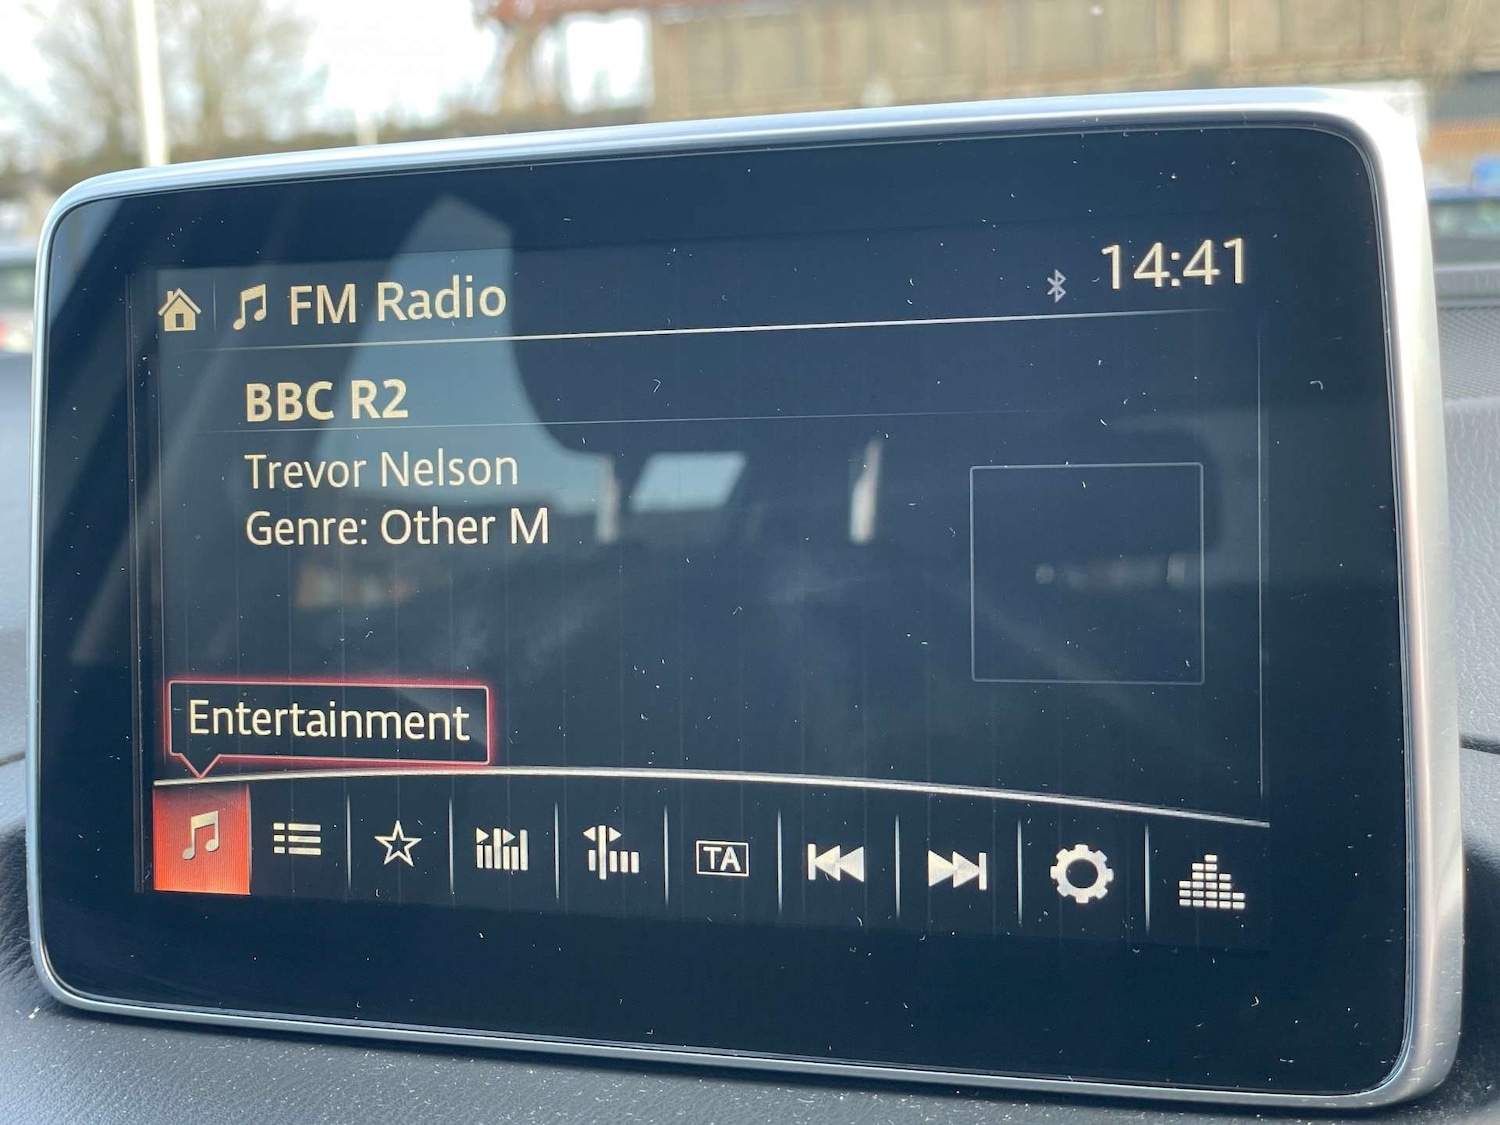 FM Radio
14:41
BBC R2
Trevor Nelson
Genre: Other M
Entertainment
TA